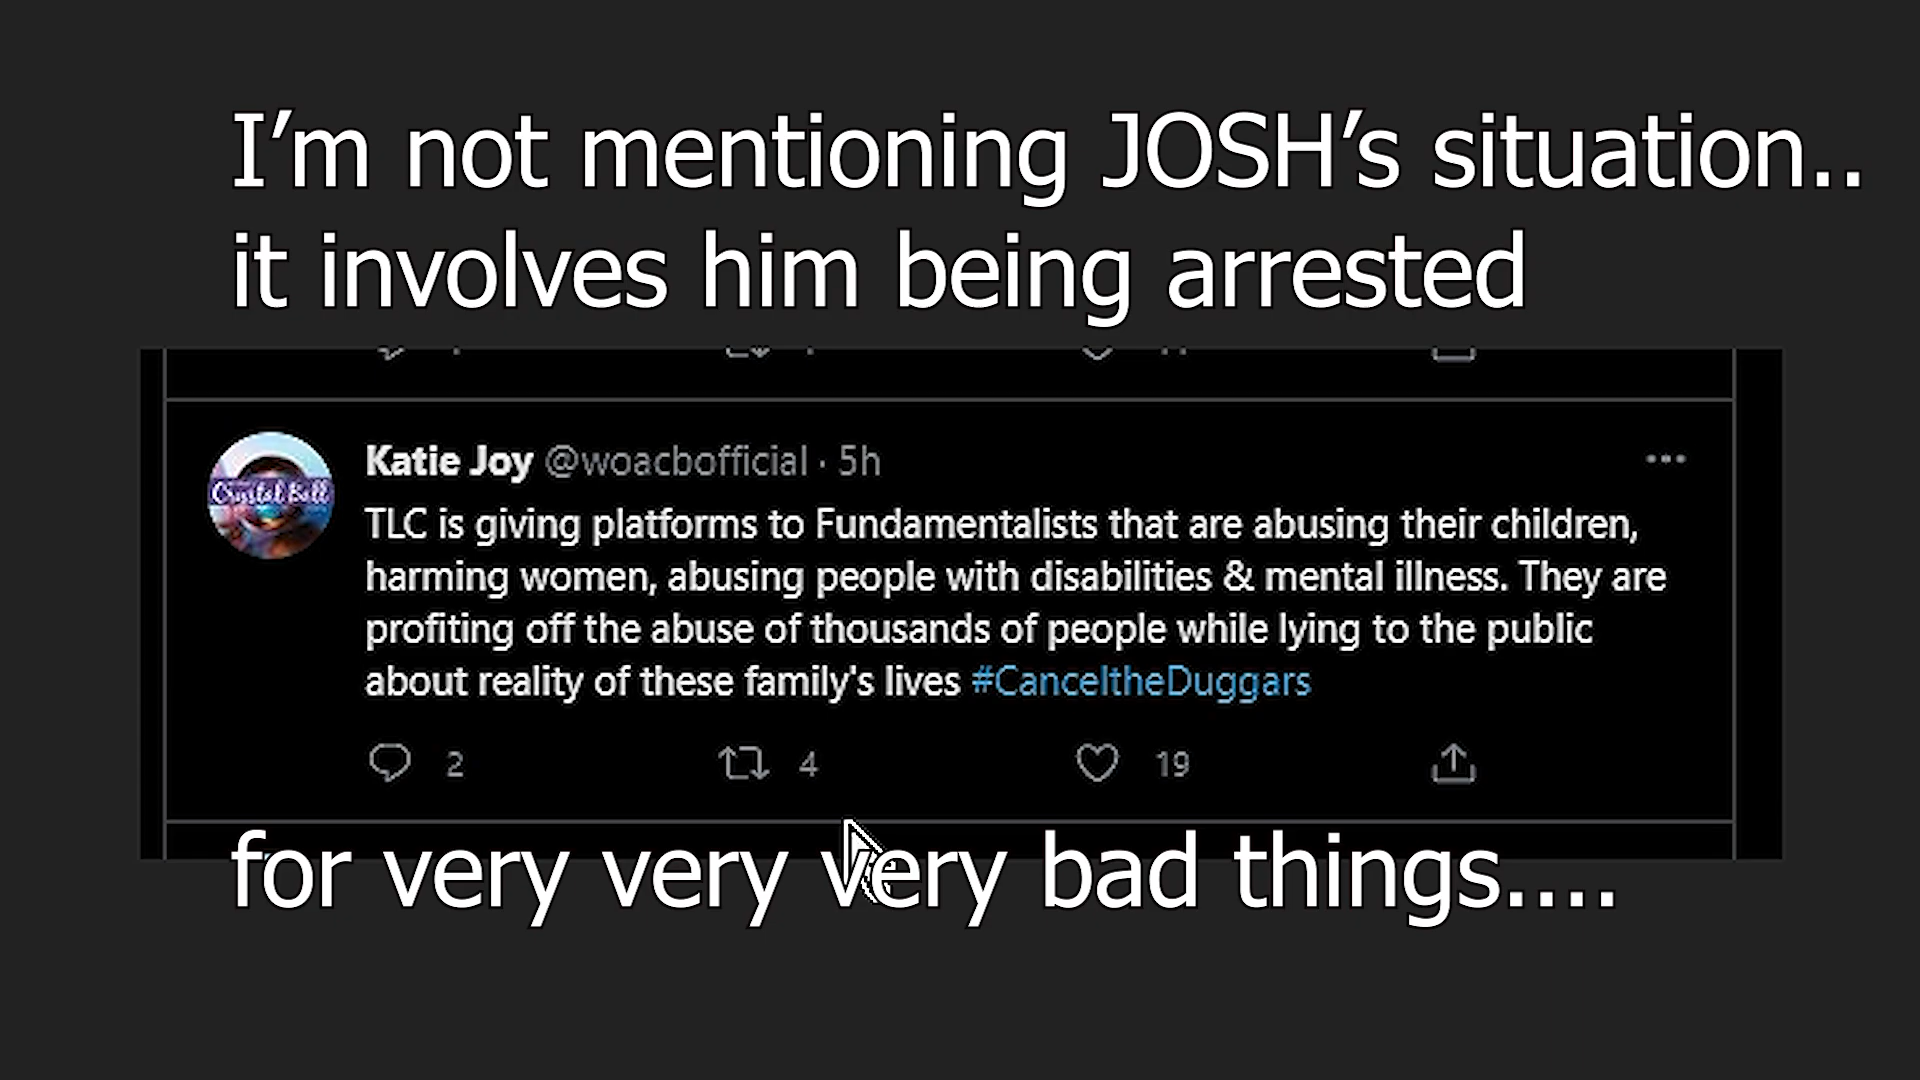 I'm not mentioning JOSH's situation..
it involves him being arrested
Crystal Ball
Katie Joy @woacbofficial · 5h
TLC is giving platforms to Fundamentalists that are abusing their children,
harming women, abusing people with disabilities & mental illness. They are
profiting off the abuse of thousands of people while lying to the public
about reality of these family's lives #CanceltheDuggars
2 4 19
for very very very bad things....